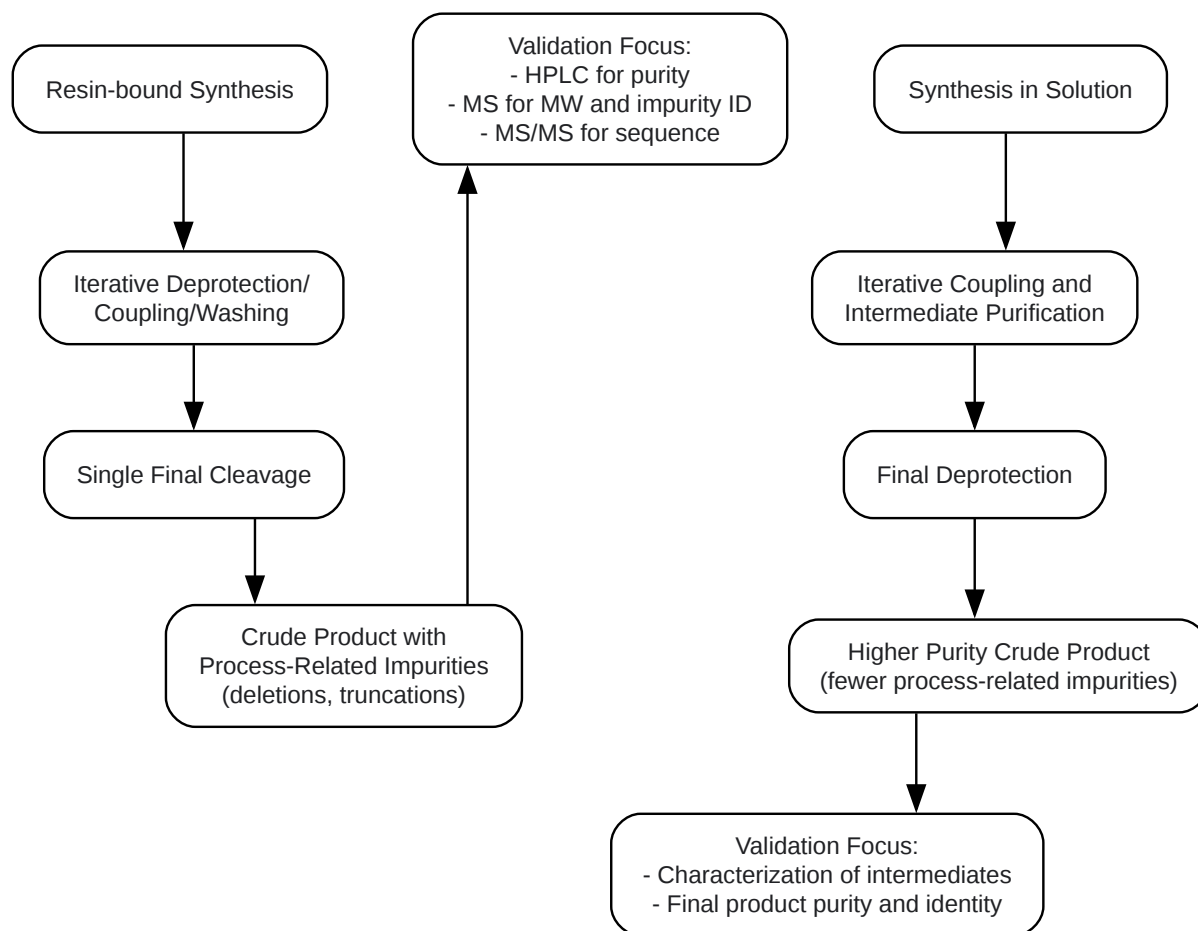 Resin-bound Synthesis
Iterative Deprotection/
Coupling/Washing
Single Final Cleavage
Crude Product with
Process-Related Impurities
(deletions, truncations)
Validation Focus:
- HPLC for purity
- MS for MW and impurity ID
- MS/MS for sequence
Synthesis in Solution
Iterative Coupling and
Intermediate Purification
Final Deprotection
Higher Purity Crude Product
(fewer process-related impurities)
Validation Focus:
- Characterization of intermediates
- Final product purity and identity